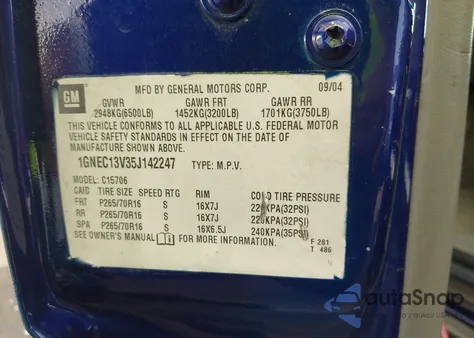 GM
MFD BY GENERAL MOTORS CORP. 09/04
GVWR GAWR FRT GAWR RR
2948KG(6500LB) 1452KG(3200LB) 1701KG(3750LB)
THIS VEHICLE CONFORMS TO ALL APPLICABLE U.S. FEDERAL MOTOR
VEHICLE SAFETY STANDARDS IN EFFECT ON THE DATE OF
MANUFACTURE SHOWN ABOVE.
1GNEC13V35J142247 TYPE: M.P.V.
MODEL: C15706
TIRE SIZE SPEED RTG RIM COLD TIRE PRESSURE
FRT P265/70R16 S 16X7J 220KPA(32PSI)
RR P265/70R16 S 16X7J 220KPA(32PSI)
SPA P265/70R16 S 16X6.5J 240KPA(35PSI)
SEE OWNER'S MANUAL FOR MORE INFORMATION.
F 281
T 486
autoSnap